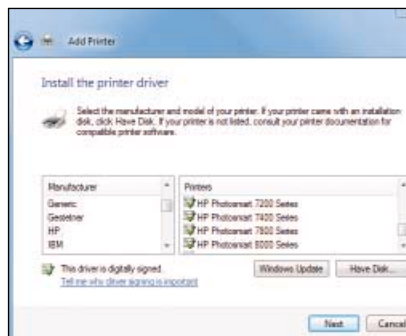 Add Printer
Install the printer driver
Select the manufacturer and model of your printer. If your printer came with an installation
disk, click Have Disk. If your printer is not listed, consult your printer documentation for
compatible printer software.
Manufacturer
Generic
Gestetner
HP
IBM
Printers
HP Photosmart 7200 Series
HP Photosmart 7400 Series
HP Photosmart 7800 Series
HP Photosmart 8000 Series
This driver is digitally signed.
Tell me why driver signing is important
Windows Update
Have Disk...
Next
Cancel